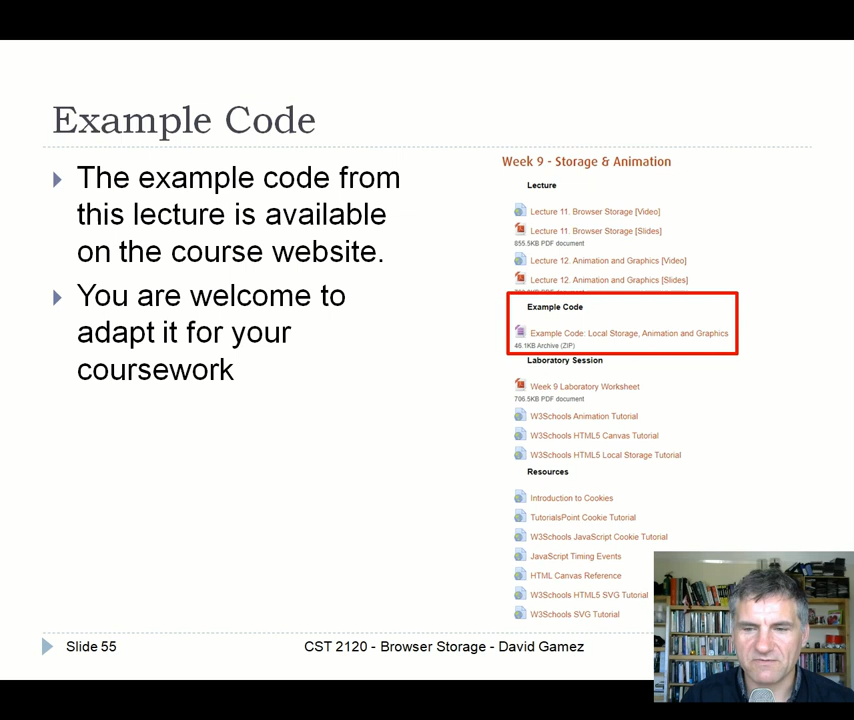 Example Code
The example code from
this lecture is available
on the course website.
You are welcome to
adapt it for your
coursework
Week 9 - Storage & Animation
Lecture
Lecture 11. Browser Storage [Video]
Lecture 11. Browser Storage [Slides]
855.5KB PDF document
Lecture 12. Animation and Graphics [Video]
Lecture 12. Animation and Graphics [Slides]
Example Code
Example Code: Local Storage, Animation and Graphics
46.1KB Archive (ZIP)
Laboratory Session
Week 9 Laboratory Worksheet
706.5KB PDF document
W3Schools Animation Tutorial
W3Schools HTML5 Canvas Tutorial
W3Schools HTML5 Local Storage Tutorial
Resources
Introduction to Cookies
TutorialsPoint Cookie Tutorial
W3Schools JavaScript Cookie Tutorial
JavaScript Timing Events
HTML Canvas Reference
W3Schools HTML5 SVG Tutorial
W3Schools SVG Tutorial
Slide 55
CST 2120 - Browser Storage - David Gamez